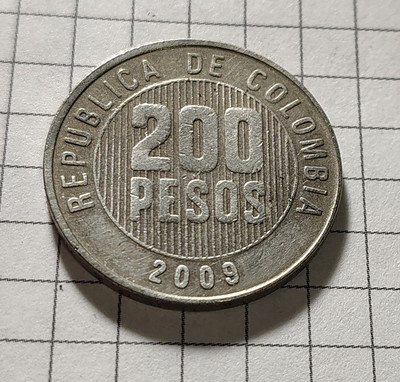 REPUBLICA DE COLOMBIA
200
PESOS
2009